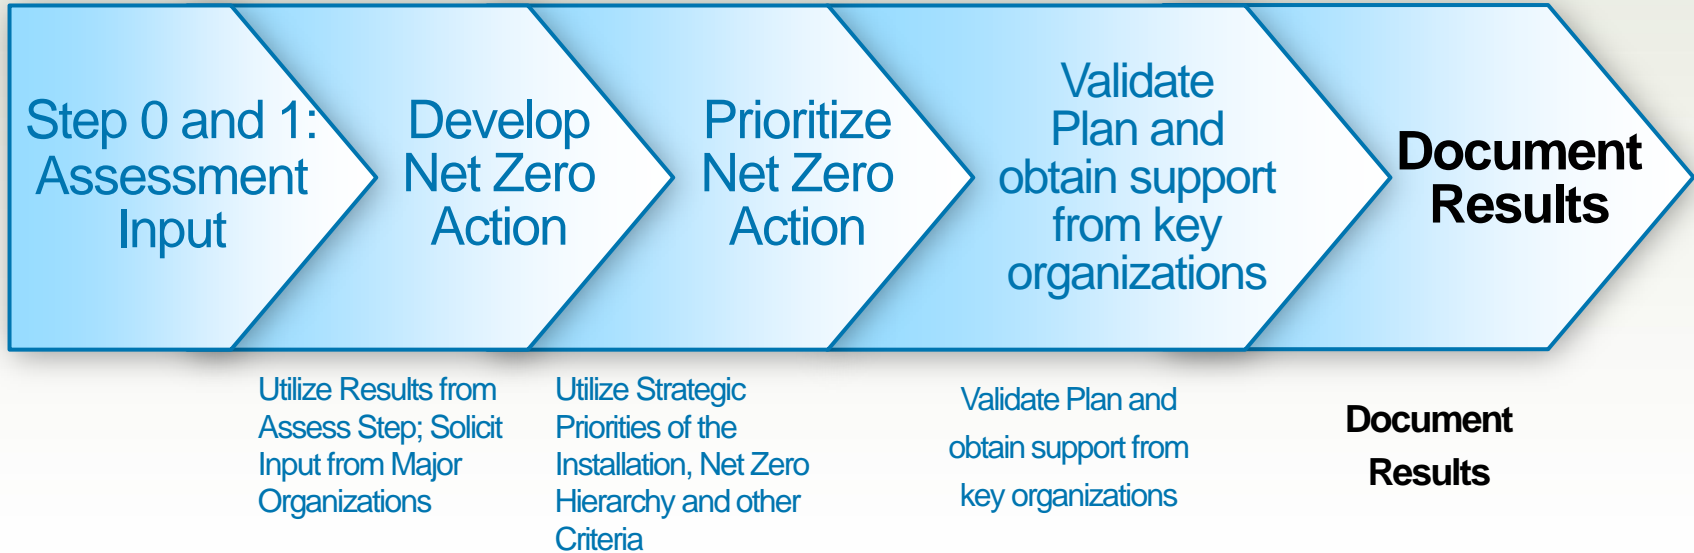 Step 0 and 1:
Assessment
Input
Develop
Net Zero
Action
Prioritize
Net Zero
Action
Validate
Plan and
obtain support
from key
organizations
Document
Results
Utilize Results from
Assess Step; Solicit
Input from Major
Organizations
Utilize Strategic
Priorities of the
Installation, Net Zero
Hierarchy and other
Criteria
Validate Plan and
obtain support from
key organizations
Document
Results